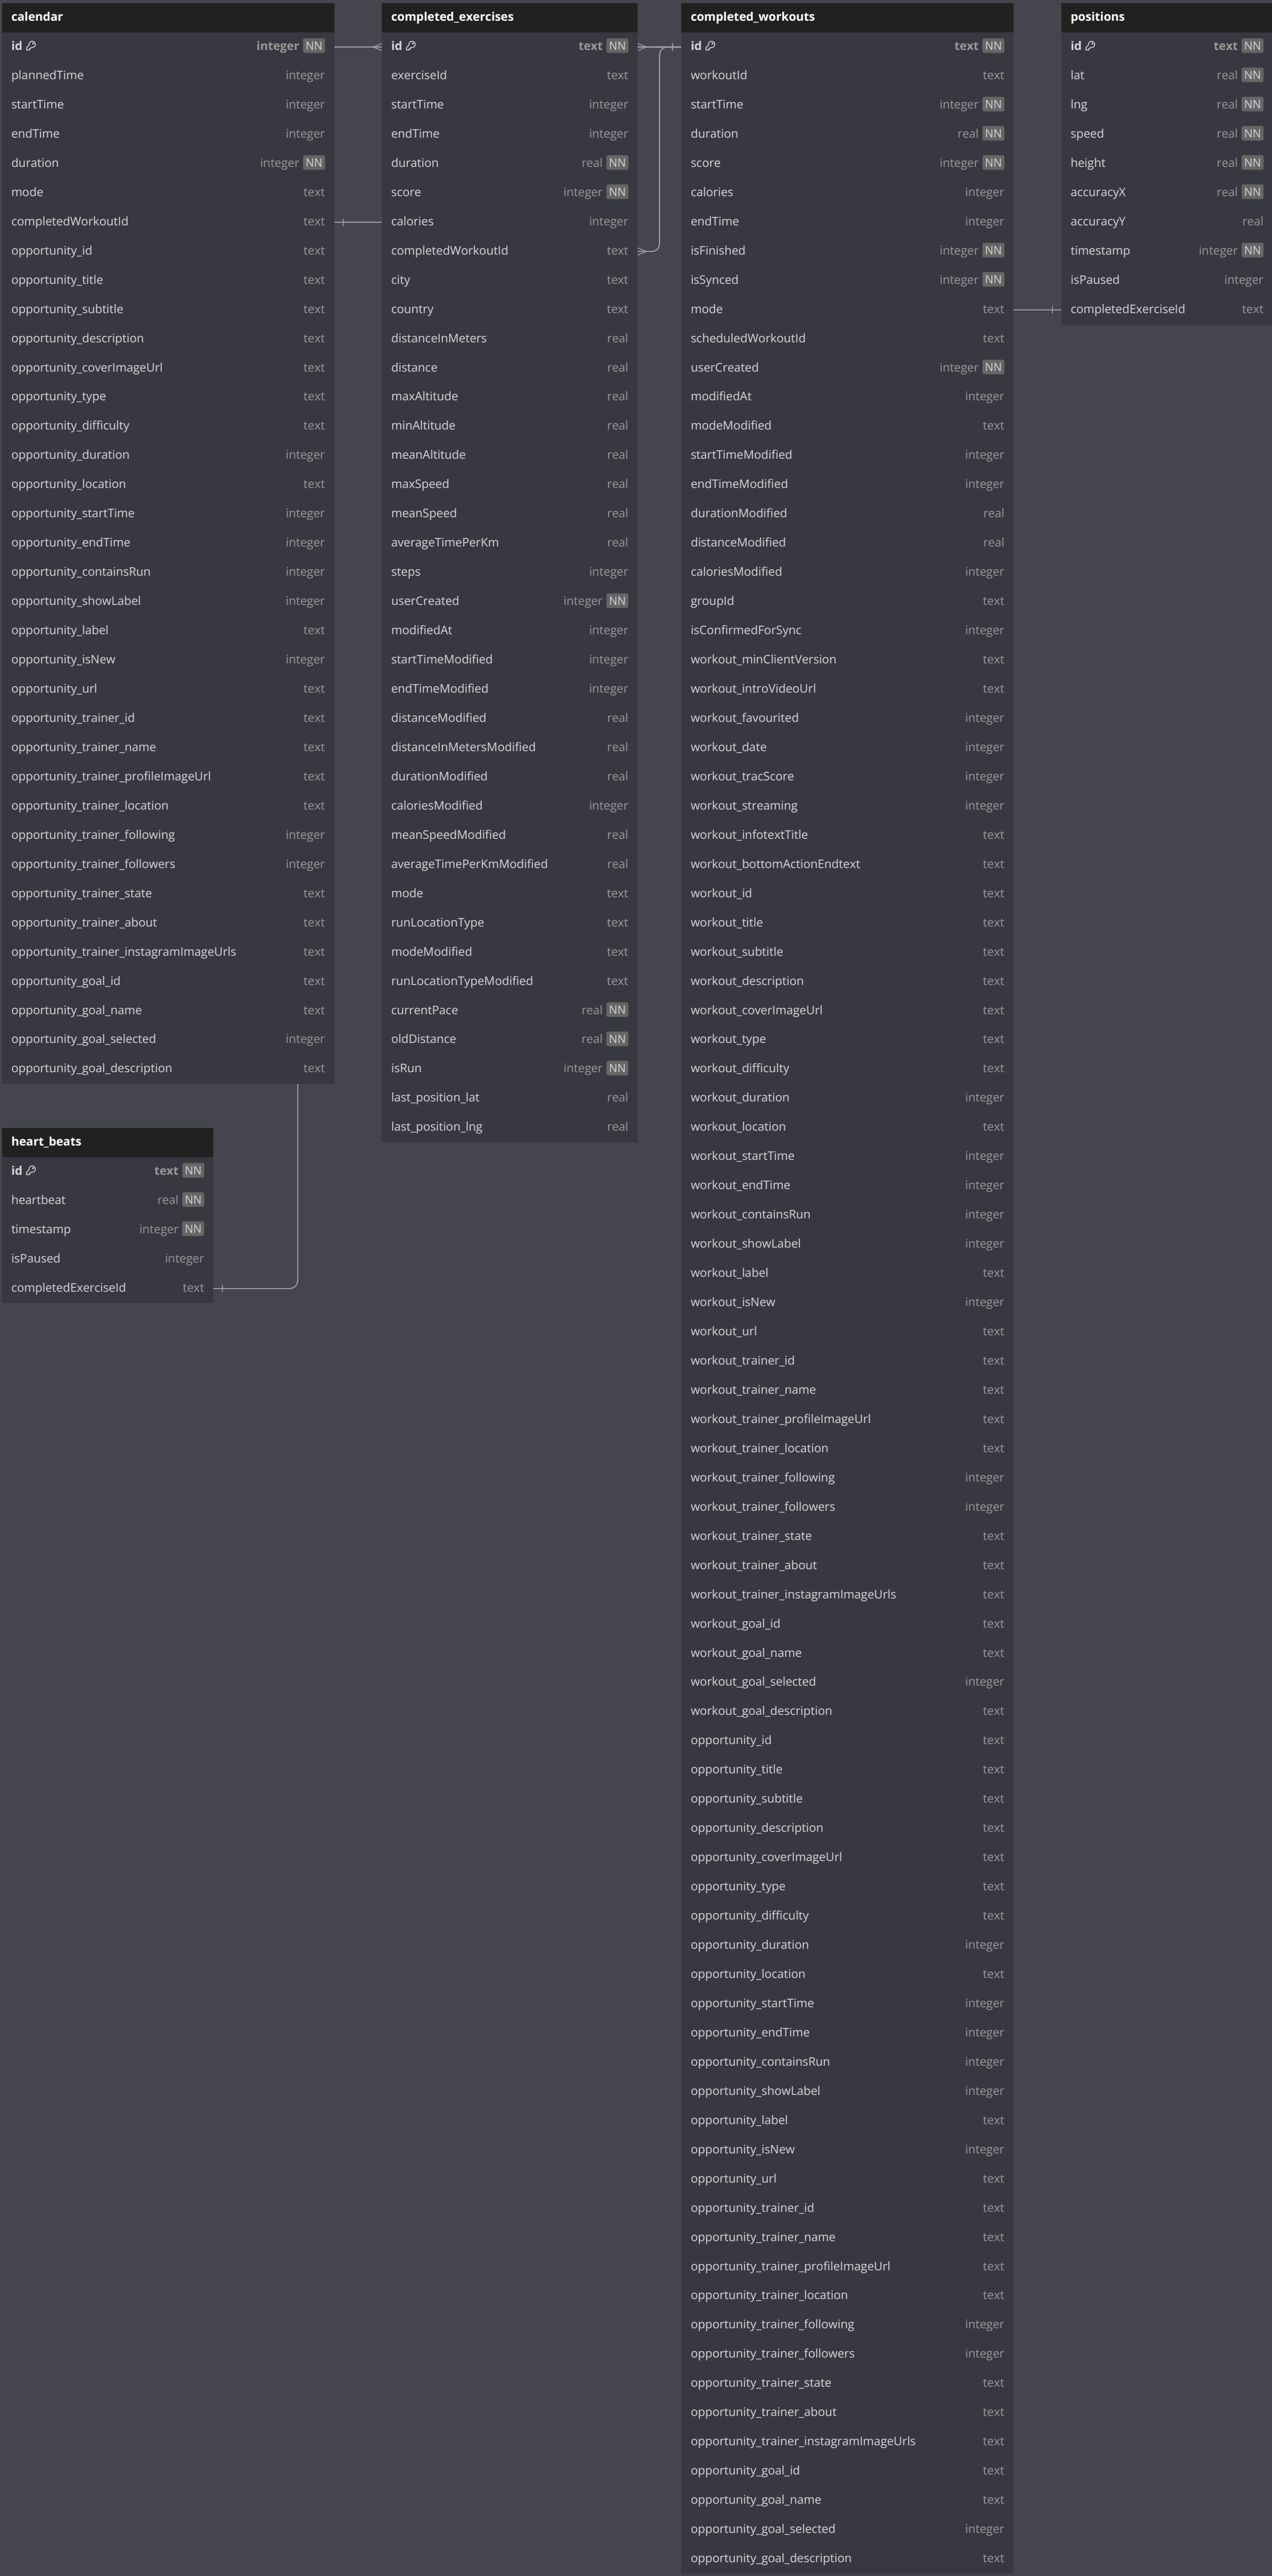 calendar
id integer NN
plannedTime integer
startTime integer
endTime integer
duration integer NN
mode text
completedWorkoutId text
opportunity_id text
opportunity_title text
opportunity_subtitle text
opportunity_description text
opportunity_coverImageUrl text
opportunity_type text
opportunity_difficulty text
opportunity_duration integer
opportunity_location text
opportunity_startTime integer
opportunity_endTime integer
opportunity_containsRun integer
opportunity_showLabel integer
opportunity_label text
opportunity_isNew integer
opportunity_url text
opportunity_trainer_id text
opportunity_trainer_name text
opportunity_trainer_profileImageUrl text
opportunity_trainer_location text
opportunity_trainer_following integer
opportunity_trainer_followers integer
opportunity_trainer_state text
opportunity_trainer_about text
opportunity_trainer_instagramImageUrls text
opportunity_goal_id text
opportunity_goal_name text
opportunity_goal_selected integer
opportunity_goal_description text
heart_beats
id text NN
heartbeat real NN
timestamp integer NN
isPaused integer
completedExerciseId text
completed_exercises
id text NN
exerciseId text
startTime integer
endTime integer
duration real NN
score integer NN
calories integer
completedWorkoutId text
city text
country text
distanceInMeters real
distance real
maxAltitude real
minAltitude real
meanAltitude real
maxSpeed real
meanSpeed real
averageTimePerKm real
steps integer
userCreated integer NN
modifiedAt integer
startTimeModified integer
endTimeModified integer
distanceModified real
distanceInMetersModified real
durationModified real
caloriesModified integer
meanSpeedModified real
averageTimePerKmModified real
mode text
runLocationType text
modeModified text
runLocationTypeModified text
currentPace real NN
oldDistance real NN
isRun integer NN
last_position_lat real
last_position_lng real
completed_workouts
id text NN
workoutId text
startTime integer NN
duration real NN
score integer NN
calories integer
endTime integer
isFinished integer NN
isSynced integer NN
mode text
scheduledWorkoutId text
userCreated integer NN
modifiedAt integer
modeModified text
startTimeModified integer
endTimeModified integer
durationModified real
distanceModified real
caloriesModified integer
groupId text
isConfirmedForSync integer
workout_minClientVersion text
workout_introVideoUrl text
workout_favourited integer
workout_date integer
workout_tracScore integer
workout_streaming integer
workout_infotextTitle text
workout_bottomActionEndtext text
workout_id text
workout_title text
workout_subtitle text
workout_description text
workout_coverImageUrl text
workout_type text
workout_difficulty text
workout_duration integer
workout_location text
workout_startTime integer
workout_endTime integer
workout_containsRun integer
workout_showLabel integer
workout_label text
workout_isNew integer
workout_url text
workout_trainer_id text
workout_trainer_name text
workout_trainer_profileImageUrl text
workout_trainer_location text
workout_trainer_following integer
workout_trainer_followers integer
workout_trainer_state text
workout_trainer_about text
workout_trainer_instagramImageUrls text
workout_goal_id text
workout_goal_name text
workout_goal_selected integer
workout_goal_description text
opportunity_id text
opportunity_title text
opportunity_subtitle text
opportunity_description text
opportunity_coverImageUrl text
opportunity_type text
opportunity_difficulty text
opportunity_duration integer
opportunity_location text
opportunity_startTime integer
opportunity_endTime integer
opportunity_containsRun integer
opportunity_showLabel integer
opportunity_label text
opportunity_isNew integer
opportunity_url text
opportunity_trainer_id text
opportunity_trainer_name text
opportunity_trainer_profileImageUrl text
opportunity_trainer_location text
opportunity_trainer_following integer
opportunity_trainer_followers integer
opportunity_trainer_state text
opportunity_trainer_about text
opportunity_trainer_instagramImageUrls text
opportunity_goal_id text
opportunity_goal_name text
opportunity_goal_selected integer
opportunity_goal_description text
positions
id text NN
lat real NN
lng real NN
speed real NN
height real NN
accuracyX real NN
accuracyY real
timestamp integer NN
isPaused integer
completedExerciseId text